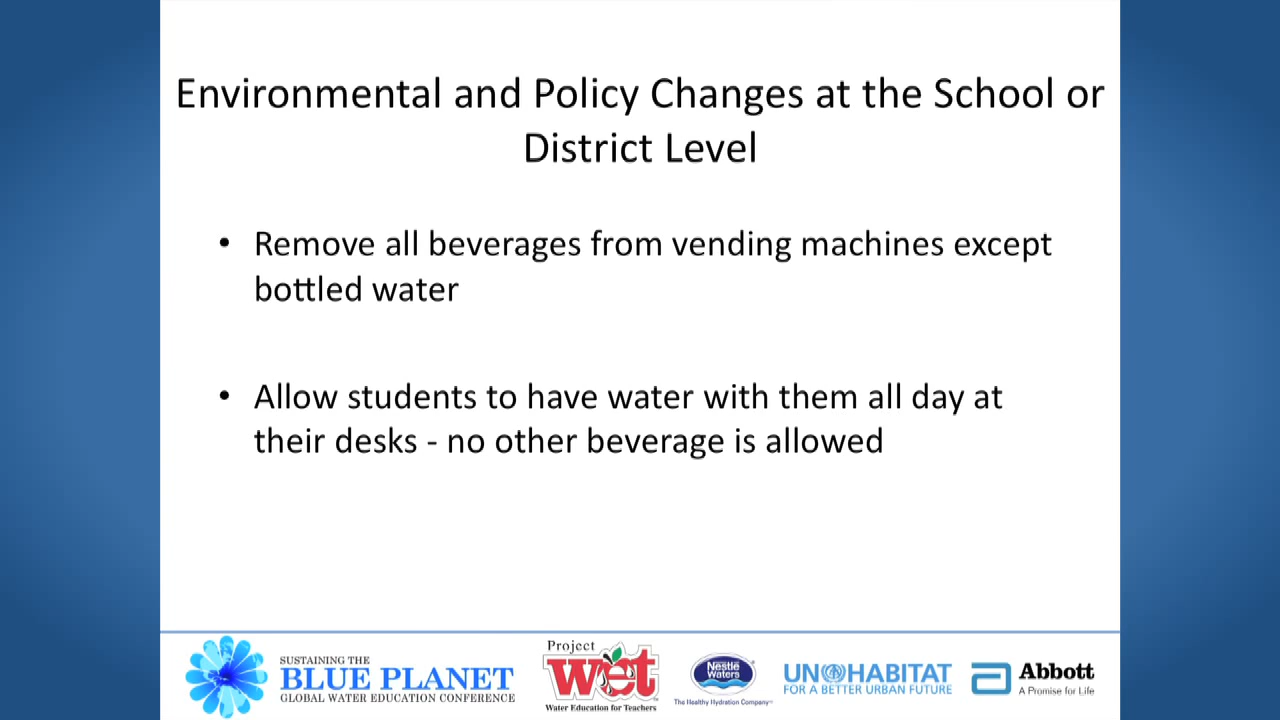 Environmental and Policy Changes at the School or
District Level
• Remove all beverages from vending machines except
bottled water
• Allow students to have water with them all day at
their desks - no other beverage is allowed
SUSTAINING THE
BLUE PLANET
GLOBAL WATER EDUCATION CONFERENCE
Project
WET
Water Education for Teachers
Nestlé
Waters
The Healthy Hydration Company™
UN HABITAT
FOR A BETTER URBAN FUTURE
Abbott
A Promise for Life